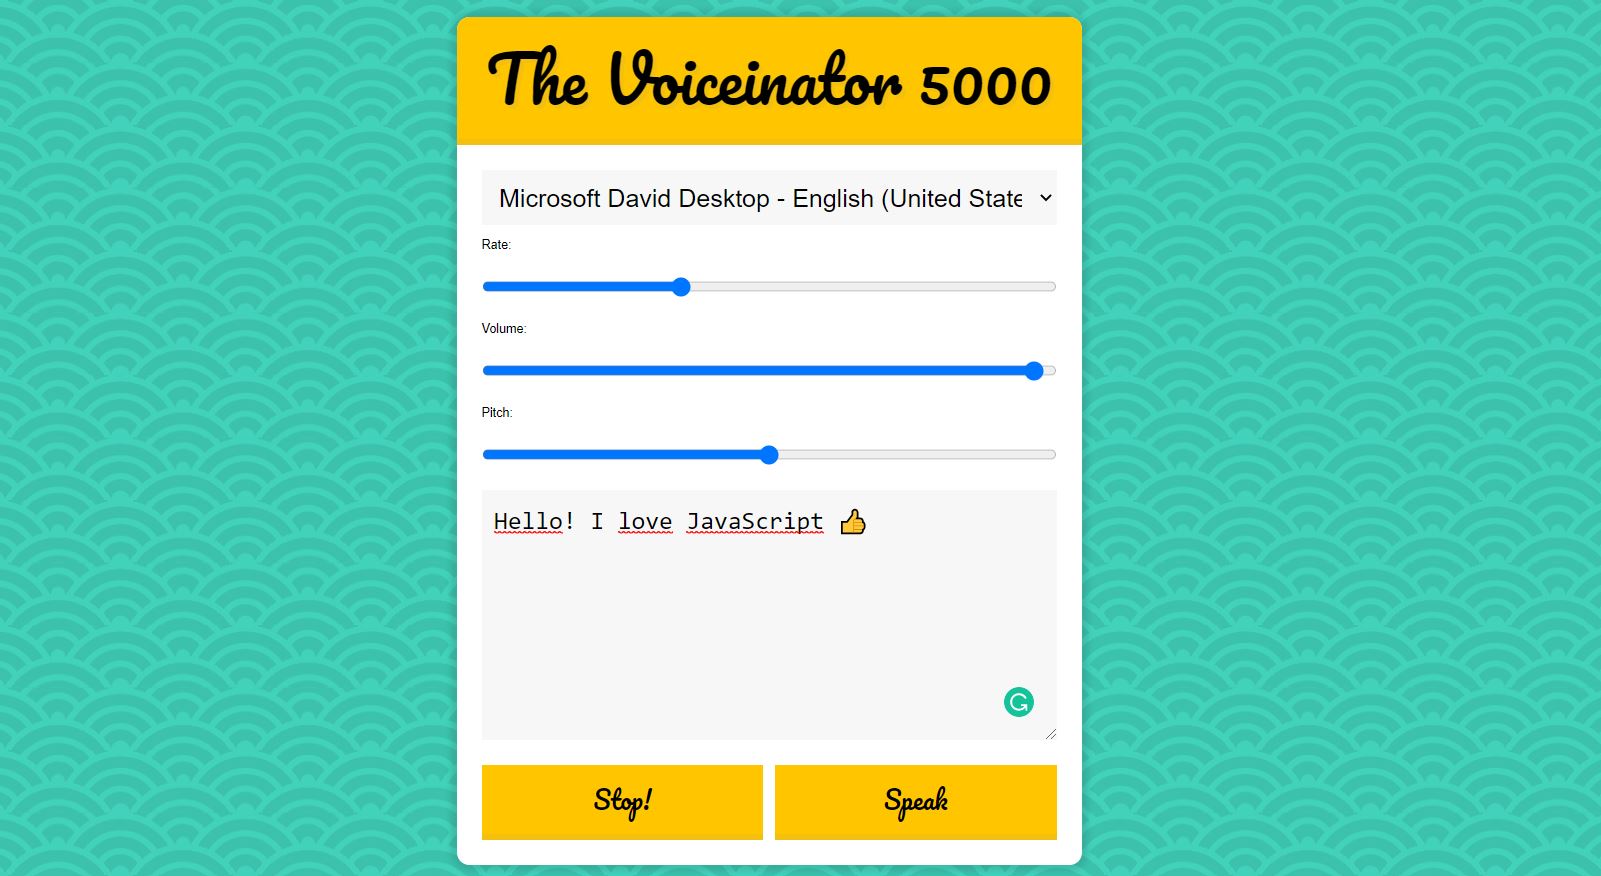 The Voiceinator 5000
Microsoft David Desktop - English (United State
Rate:
Volume:
Pitch:
Hello! I love JavaScript 👍
Stop!
Speak